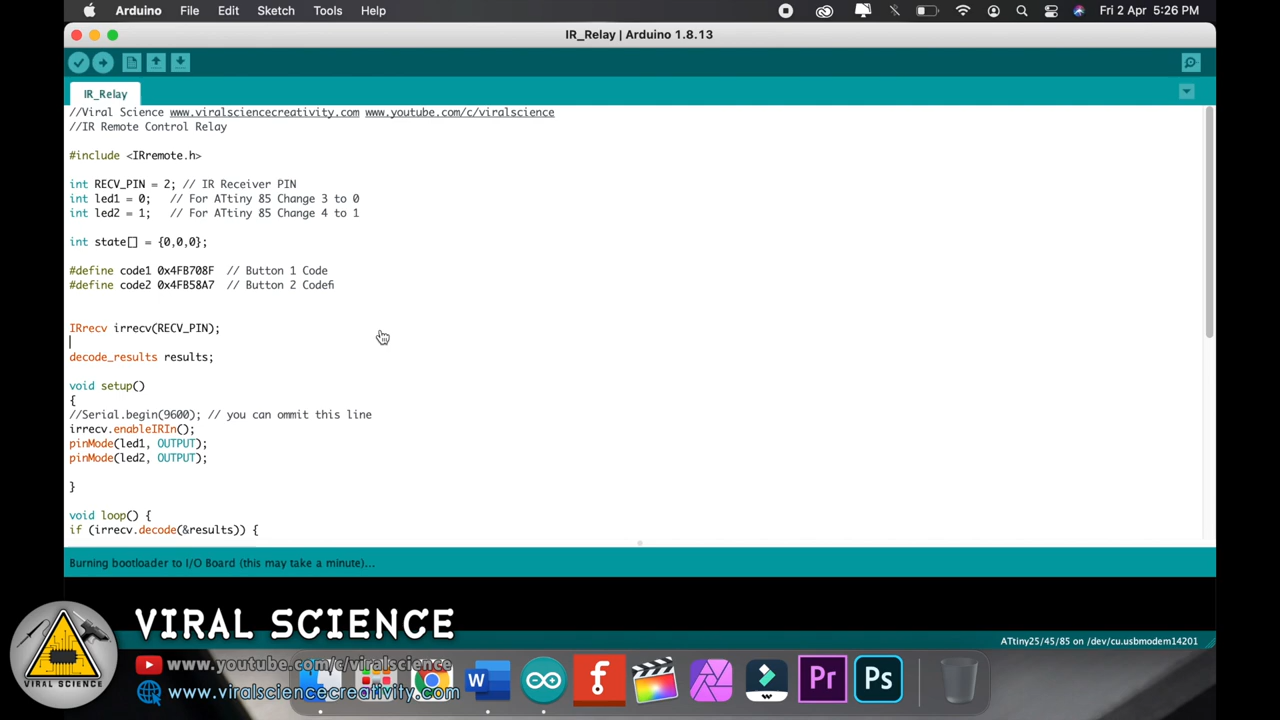 Arduino File Edit Sketch Tools Help Fri 2 Apr 5:26 PM
IR_Relay | Arduino 1.8.13
IR_Relay
//Viral Science www.viralsciencecreativity.com www.youtube.com/c/viralscience
//IR Remote Control Relay
#include <IRremote.h>
int RECV_PIN = 2; // IR Receiver PIN
int led1 = 0; // For ATtiny 85 Change 3 to 0
int led2 = 1; // For ATtiny 85 Change 4 to 1
int state[] = {0,0,0};
#define code1 0x4FB708F // Button 1 Code
#define code2 0x4FB58A7 // Button 2 Codeń
IRrecv irrecv(RECV_PIN);
decode_results results;
void setup()
{
//Serial.begin(9600); // you can ommit this line
irrecv.enableIRIn();
pinMode(led1, OUTPUT);
pinMode(led2, OUTPUT);
}
void loop() {
if (irrecv.decode(&results)) {
Burning bootloader to I/O Board (this may take a minute)...
ATtiny25/45/85 on /dev/cu.usbmodem14201
VIRAL SCIENCE
www.youtube.com/c/viralscience
www.viralsciencecreativity.com
VIRAL SCIENCE
W
f
Pr
Ps